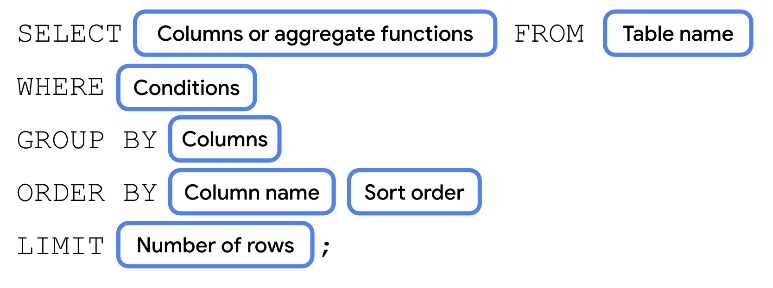 SELECT Columns or aggregate functions FROM Table name
WHERE Conditions
GROUP BY Columns
ORDER BY Column name Sort order
LIMIT Number of rows ;